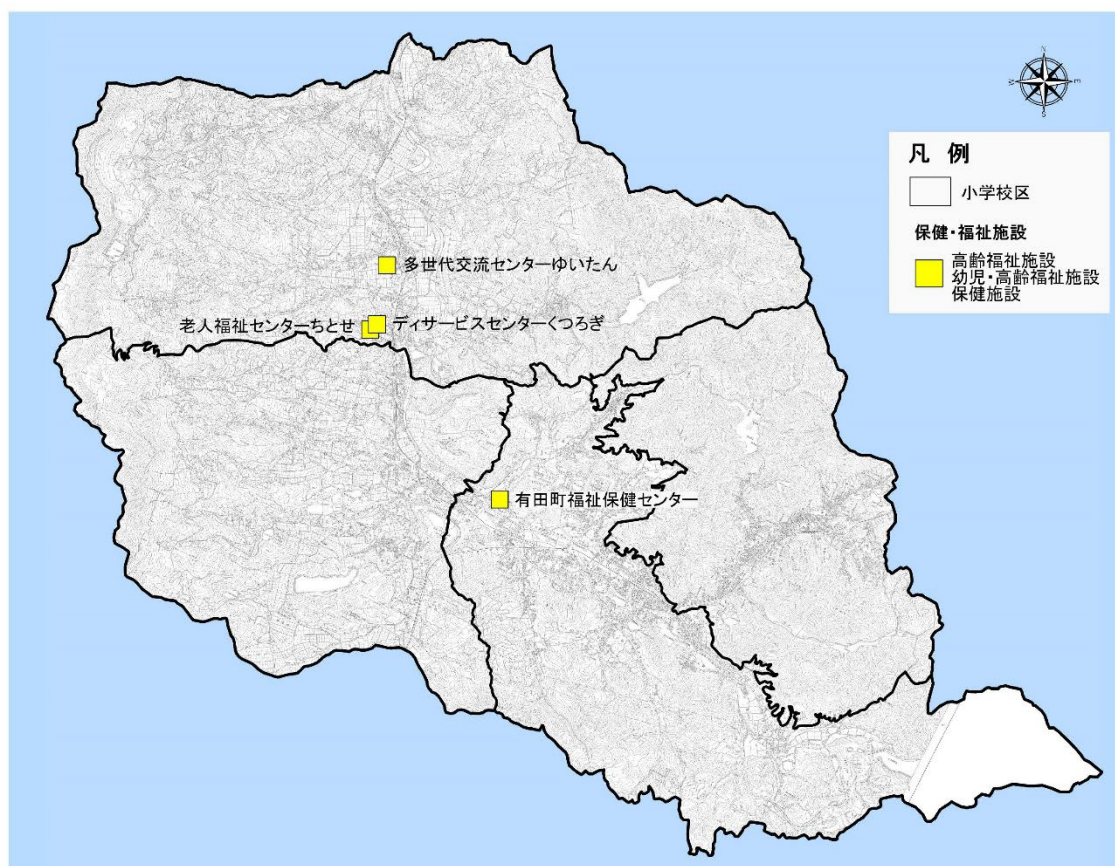 N
W
E
S
凡 例
小学校区
保健・福祉施設
高齢福祉施設
幼児・高齢福祉施設
保健施設
多世代交流センターゆいたん
老人福祉センターちとせ
ディサービスセンターくつろぎ
有田町福祉保健センター